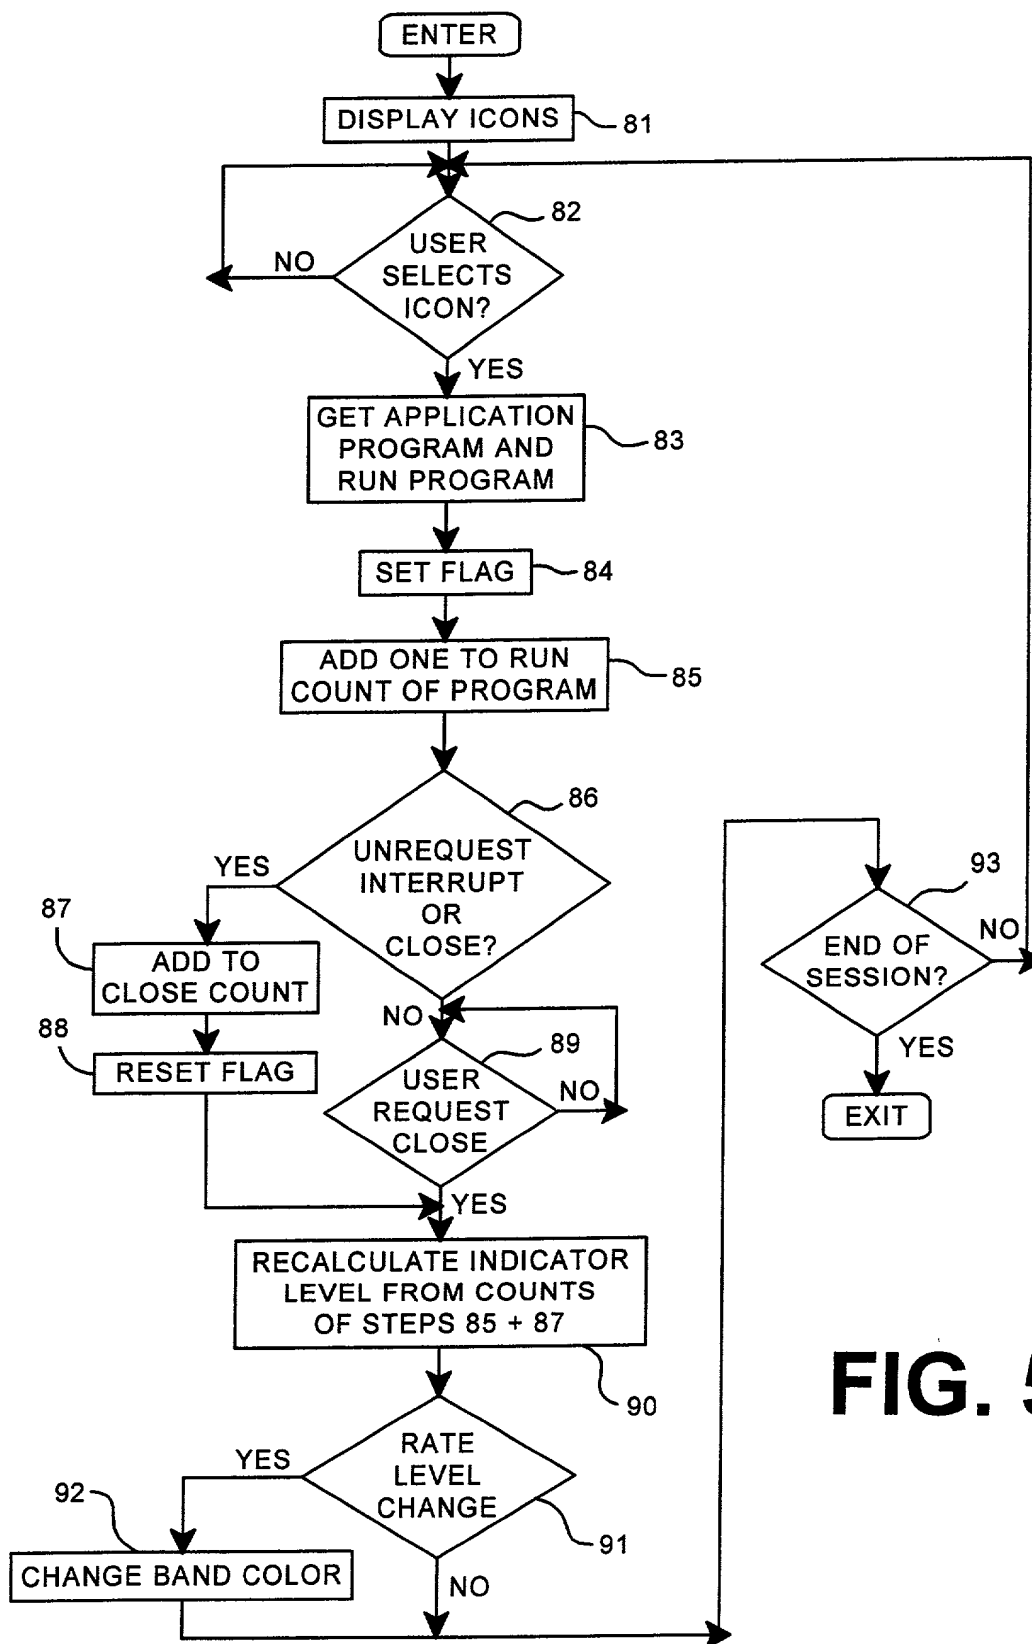 ENTER
DISPLAY ICONS
81
82
USER
SELECTS
ICON?
NO
YES
GET APPLICATION
PROGRAM AND
RUN PROGRAM
83
SET FLAG
84
ADD ONE TO RUN
COUNT OF PROGRAM
85
86
UNREQUEST
INTERRUPT
OR
CLOSE?
YES
87
ADD TO
CLOSE COUNT
88
RESET FLAG
NO
89
USER
REQUEST
CLOSE
NO
YES
RECALCULATE INDICATOR
LEVEL FROM COUNTS
OF STEPS 85 + 87
90
RATE
LEVEL
CHANGE
91
YES
92
CHANGE BAND COLOR
NO
93
END OF
SESSION?
NO
YES
EXIT
FIG. 5